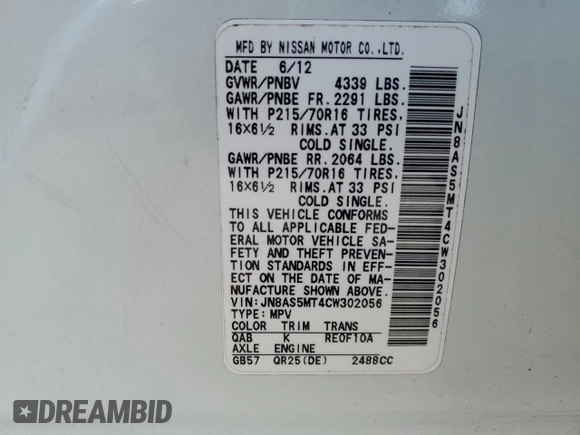 MFD BY NISSAN MOTOR CO.,LTD.
DATE 6/12
GVWR/PNBV 4339 LBS.
GAWR/PNBE FR. 2291 LBS.
WITH P215/70R16 TIRES,
16X6½ RIMS. AT 33 PSI
COLD SINGLE.
GAWR/PNBE RR. 2064 LBS.
WITH P215/70R16 TIRES,
16X6½ RIMS. AT 33 PSI
COLD SINGLE.
THIS VEHICLE CONFORMS
TO ALL APPLICABLE FED-
ERAL MOTOR VEHICLE SA-
FETY AND THEFT PREVEN-
TION STANDARDS IN EFF-
ECT ON THE DATE OF MA-
NUFACTURE SHOWN ABOVE.
VIN:JN8AS5MT4CW302056
TYPE: MPV
COLOR TRIM TRANS
QAB K RE0F10A
AXLE ENGINE
GB57 QR25(DE) 2488CC
JN8AS5MT4CW302056
DREAMBID